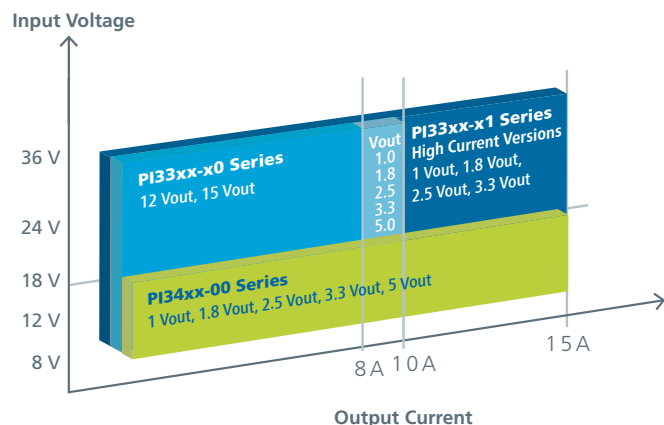 Input Voltage
36 V
24 V
18 V
12 V
8 V
PI33xx-x0 Series
12 Vout, 15 Vout
Vout
1.0
1.8
2.5
3.3
5.0
PI33xx-x1 Series
High Current Versions
1 Vout, 1.8 Vout,
2.5 Vout, 3.3 Vout
PI34xx-00 Series
1 Vout, 1.8 Vout, 2.5 Vout, 3.3 Vout, 5 Vout
8 A
10 A
15 A
Output Current